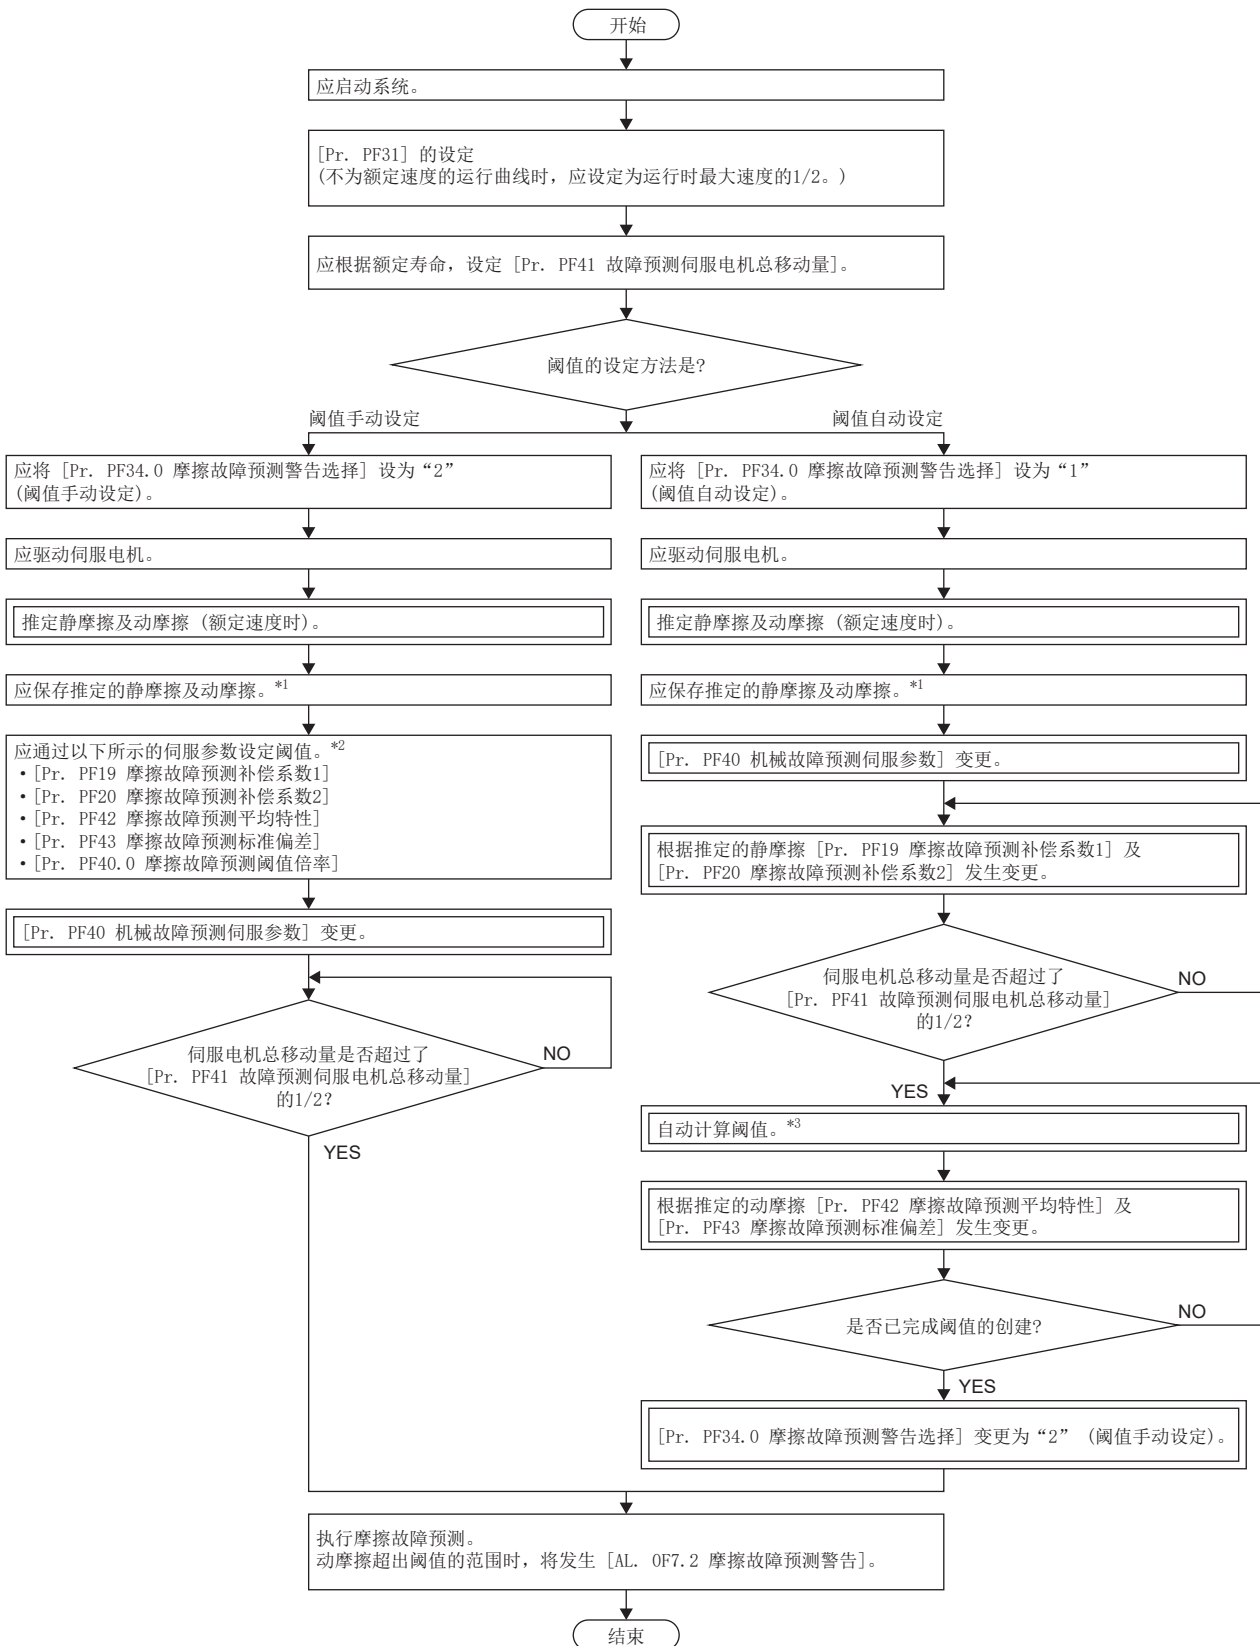 开始
应启动系统。
[Pr. PF31] 的设定
(不为额定速度的运行曲线时，应设定为运行时最大速度的1/2。)
应根据额定寿命，设定 [Pr. PF41 故障预测伺服电机总移动量]。
阈值的设定方法是?
阈值手动设定
阈值自动设定
应将 [Pr. PF34.0 摩擦故障预测警告选择] 设为“2”
(阈值手动设定)。
应驱动伺服电机。
推定静摩擦及动摩擦 (额定速度时)。
应保存推定的静摩擦及动摩擦。*1
应通过以下所示的伺服参数设定阈值。*2
・[Pr. PF19 摩擦故障预测补偿系数1]
・[Pr. PF20 摩擦故障预测补偿系数2]
・[Pr. PF42 摩擦故障预测平均特性]
・[Pr. PF43 摩擦故障预测标准偏差]
・[Pr. PF40.0 摩擦故障预测阈值倍率]
[Pr. PF40 机械故障预测伺服参数] 变更。
伺服电机总移动量是否超过了
[Pr. PF41 故障预测伺服电机总移动量]
的1/2?
NO
YES
应将 [Pr. PF34.0 摩擦故障预测警告选择] 设为“1”
(阈值自动设定)。
应驱动伺服电机。
推定静摩擦及动摩擦 (额定速度时)。
应保存推定的静摩擦及动摩擦。*1
[Pr. PF40 机械故障预测伺服参数] 变更。
根据推定的静摩擦 [Pr. PF19 摩擦故障预测补偿系数1] 及
[Pr. PF20 摩擦故障预测补偿系数2] 发生变更。
伺服电机总移动量是否超过了
[Pr. PF41 故障预测伺服电机总移动量]
的1/2?
NO
YES
自动计算阈值。*3
根据推定的动摩擦 [Pr. PF42 摩擦故障预测平均特性] 及
[Pr. PF43 摩擦故障预测标准偏差] 发生变更。
是否已完成阈值的创建?
NO
YES
[Pr. PF34.0 摩擦故障预测警告选择] 变更为“2” (阈值手动设定)。
执行摩擦故障预测。
动摩擦超出阈值的范围时，将发生 [AL. 0F7.2 摩擦故障预测警告]。
结束